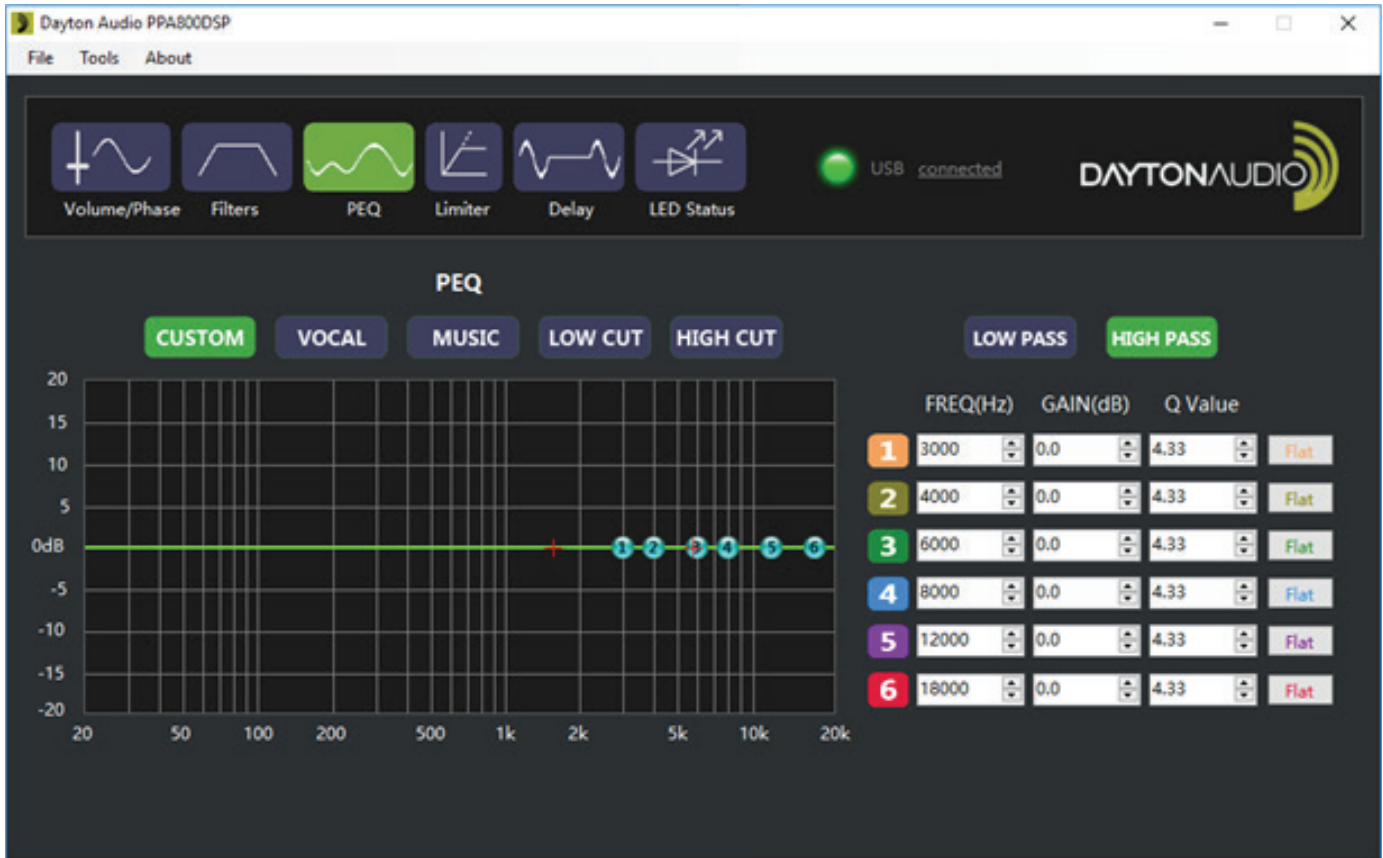 Dayton Audio PPA800DSP
File Tools About
Volume/Phase Filters PEQ Limiter Delay LED Status
USB connected
DAYTONAUDIO
PEQ
CUSTOM VOCAL MUSIC LOW CUT HIGH CUT
LOW PASS HIGH PASS
20
15
10
5
0dB
-5
-10
-15
-20
20 50 100 200 500 1k 2k 5k 10k 20k
1 2 3 4 5 6
FREQ(Hz) GAIN(dB) Q Value
1 3000 0.0 4.33 Flat
2 4000 0.0 4.33 Flat
3 6000 0.0 4.33 Flat
4 8000 0.0 4.33 Flat
5 12000 0.0 4.33 Flat
6 18000 0.0 4.33 Flat